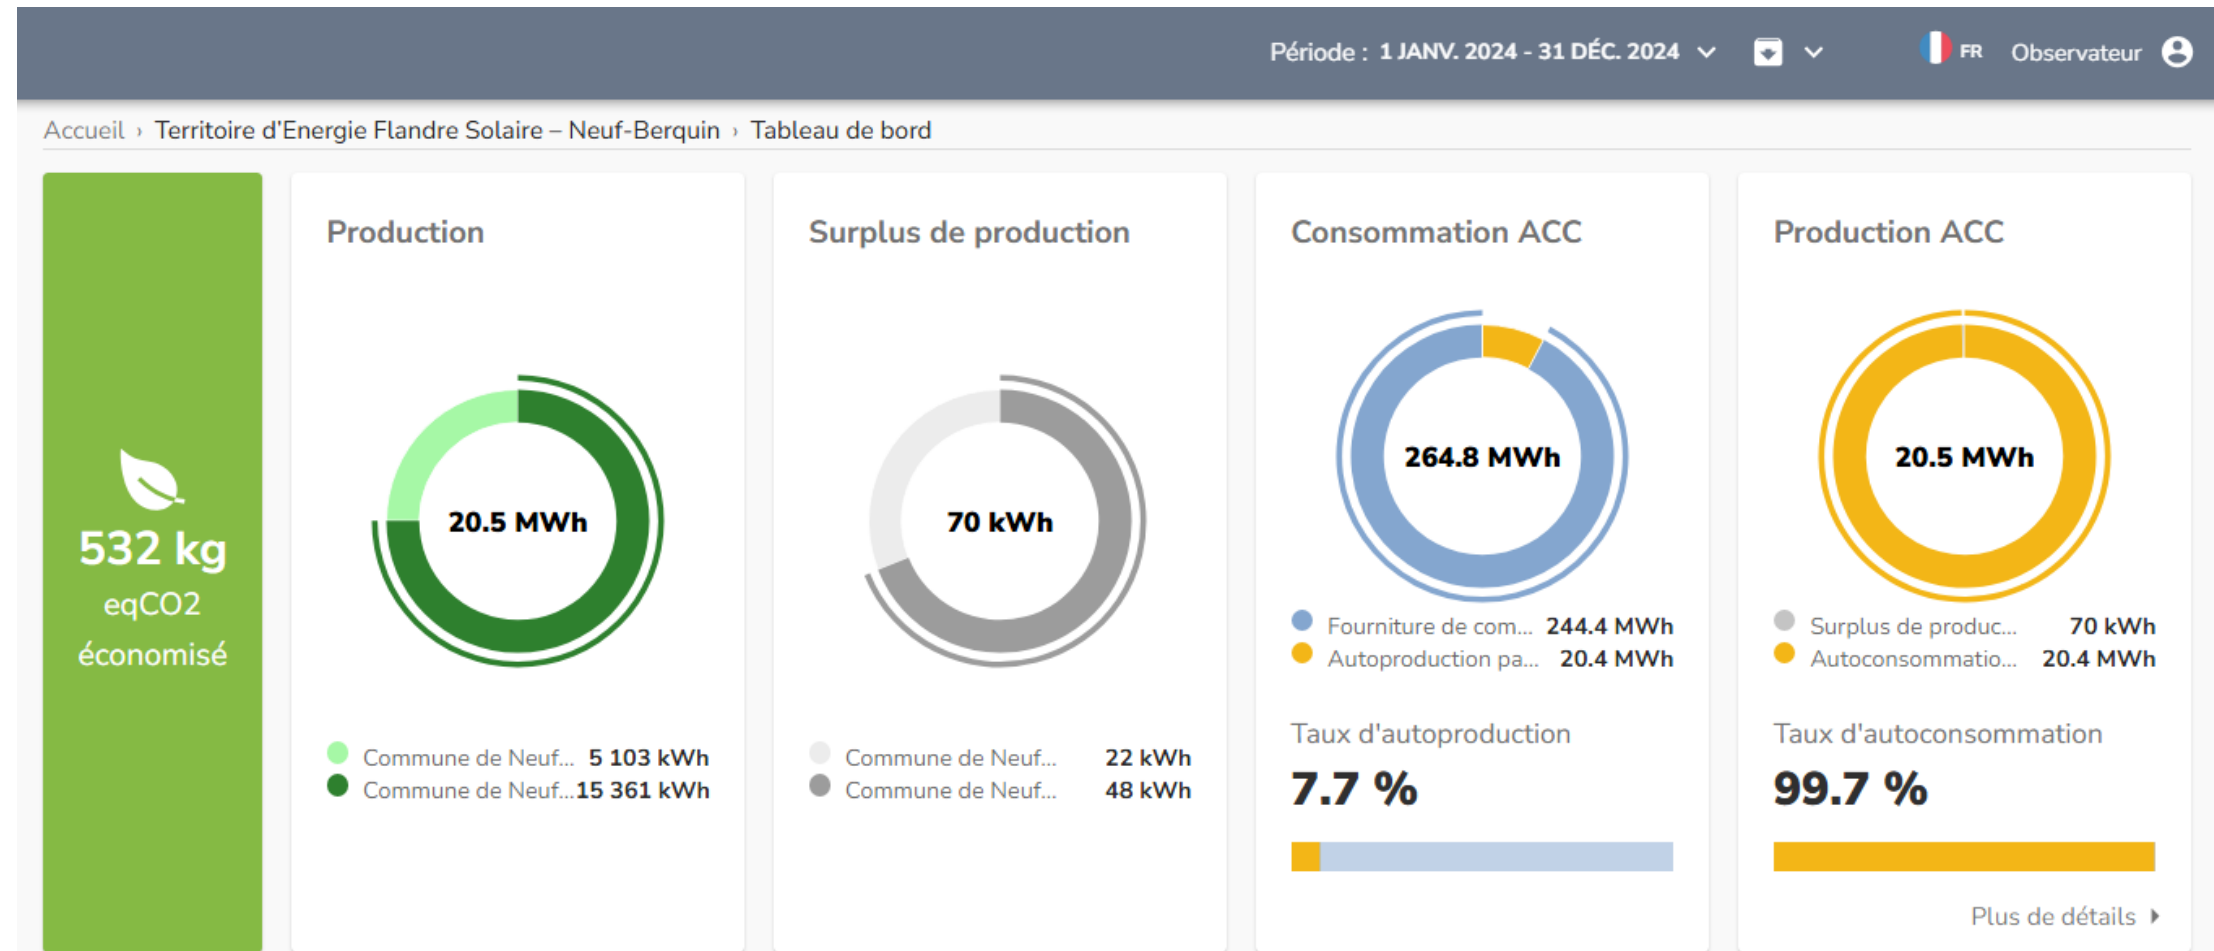 Période : 1 JANV. 2024 - 31 DÉC. 2024
FR
Observateur
Accueil › Territoire d'Energie Flandre Solaire – Neuf-Berquin › Tableau de bord
532 kg
eqCO2
économisé
Production
20.5 MWh
Commune de Neuf... 5 103 kWh
Commune de Neuf...15 361 kWh
Surplus de production
70 kWh
Commune de Neuf... 22 kWh
Commune de Neuf... 48 kWh
Consommation ACC
264.8 MWh
Fourniture de com... 244.4 MWh
Autoproduction pa... 20.4 MWh
Taux d'autoproduction
7.7 %
Production ACC
20.5 MWh
Surplus de produc... 70 kWh
Autoconsommatio... 20.4 MWh
Taux d'autoconsommation
99.7 %
Plus de détails